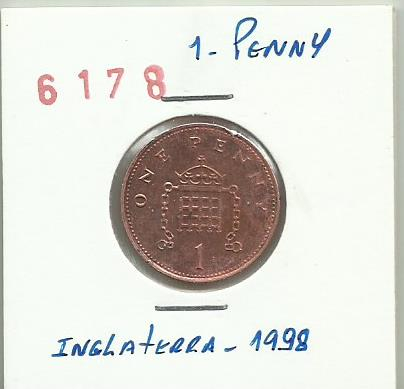 1- PENNY
6178
ONE PENNY
1
INGLATERRA - 1998